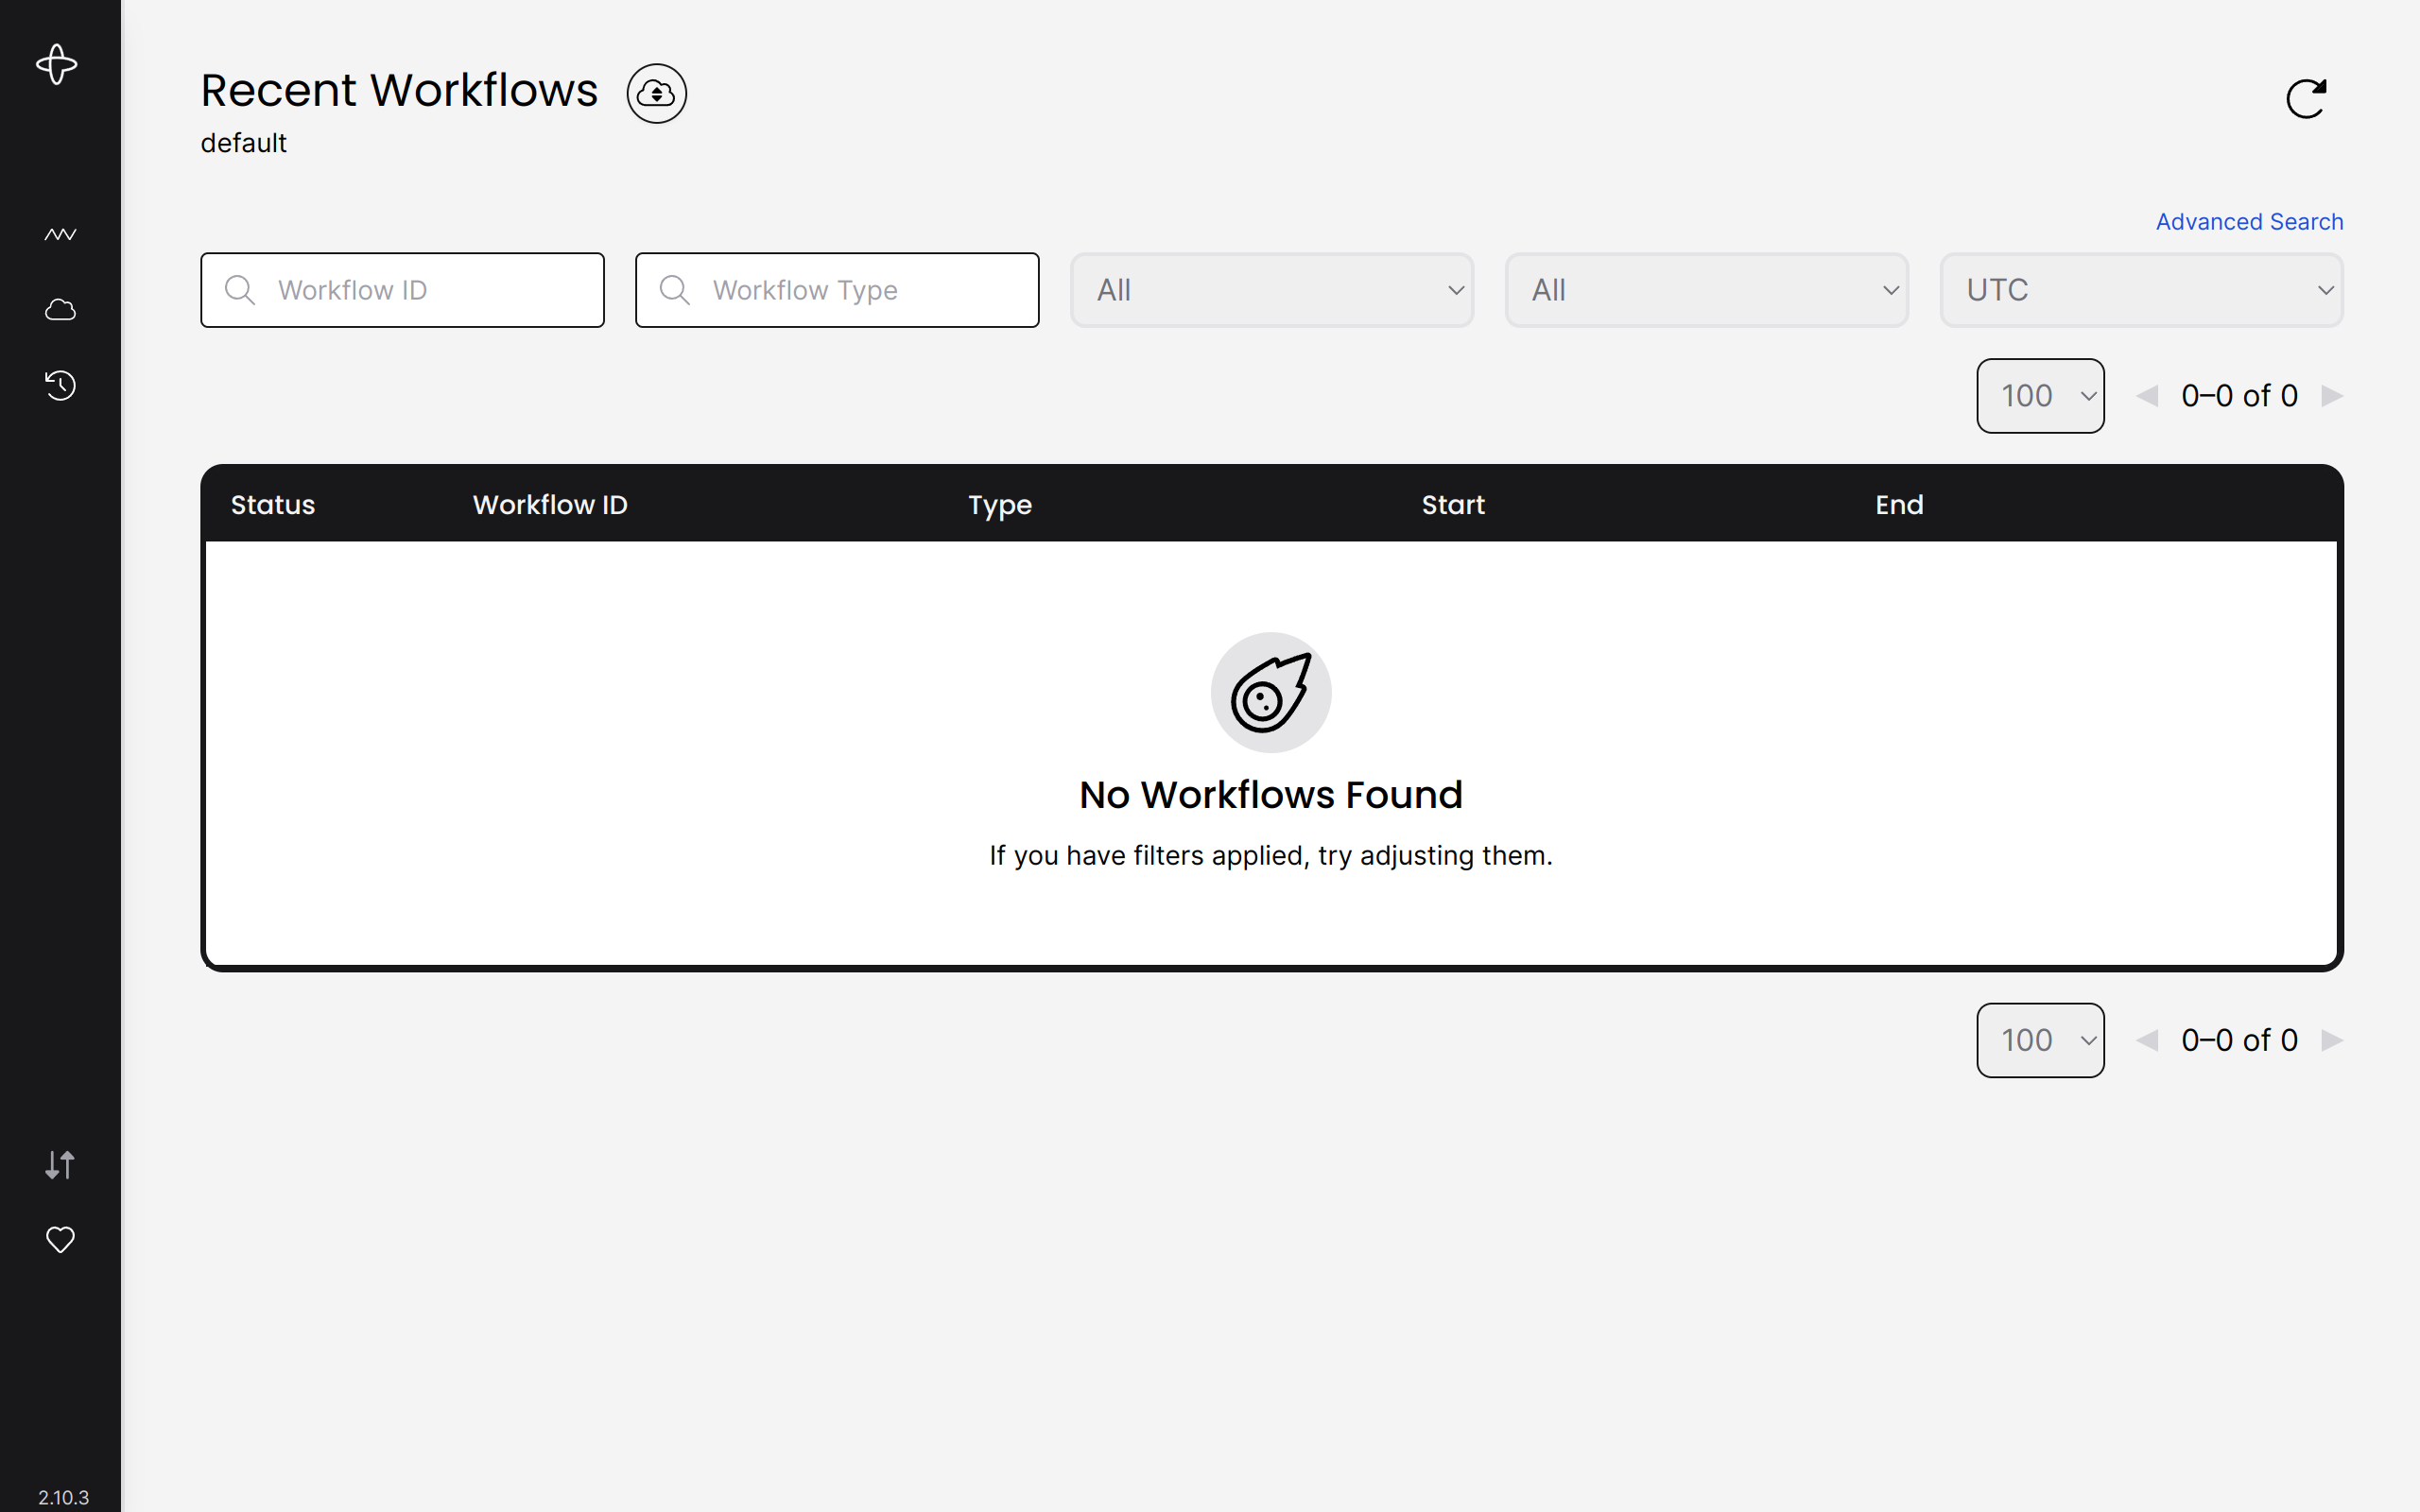 Recent Workflows
default
Advanced Search
Workflow ID
Workflow Type
All
All
UTC
100
0–0 of 0
Status
Workflow ID
Type
Start
End
No Workflows Found
If you have filters applied, try adjusting them.
100
0–0 of 0
2.10.3